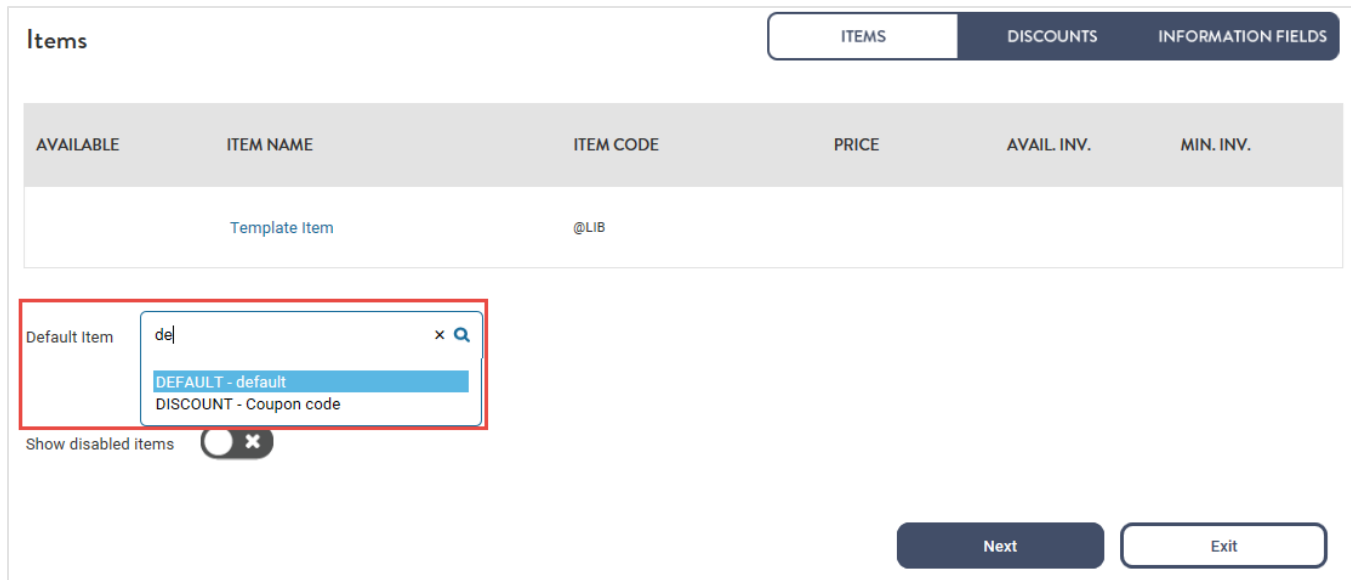 Items
ITEMS DISCOUNTS INFORMATION FIELDS
AVAILABLE ITEM NAME ITEM CODE PRICE AVAIL. INV. MIN. INV.
Template Item @LIB
Default Item de
DEFAULT - default
DISCOUNT - Coupon code
Show disabled items
Next Exit